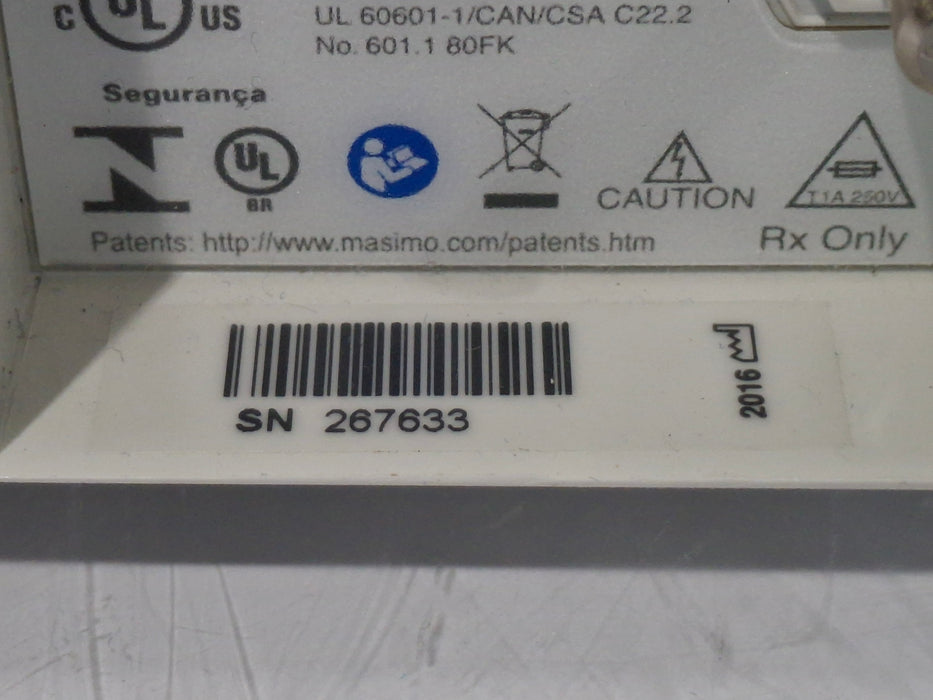 C UL US
UL 60601-1/CAN/CSA C22.2
No. 601.1 80FK
Segurança
UL
BR
CAUTION
T1A 250V
Patents: http://www.masimo.com/patents.htm
Rx Only
SN 267633
2016